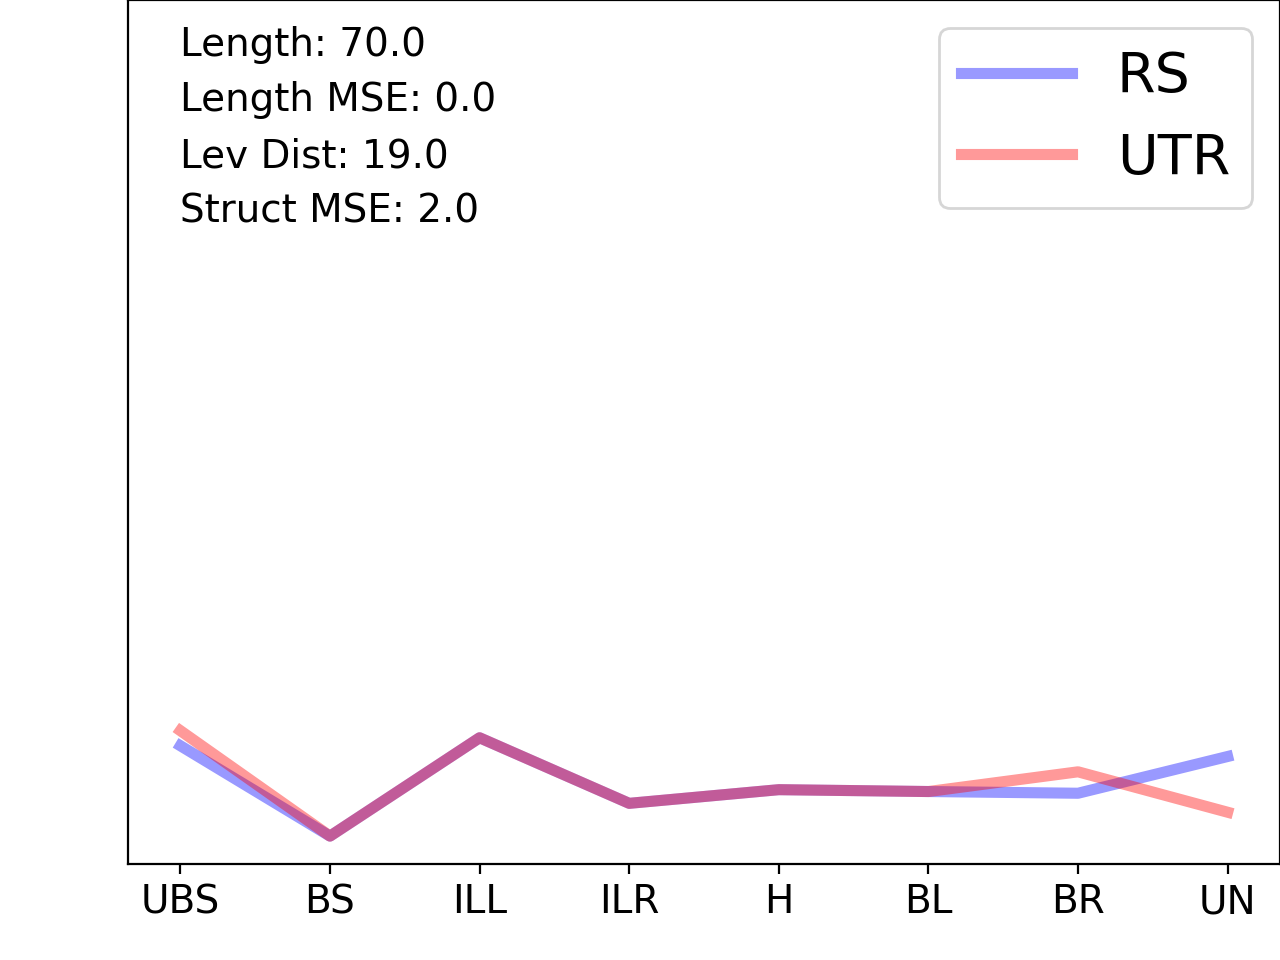 Length: 70.0
Length MSE: 0.0
Lev Dist: 19.0
Struct MSE: 2.0
RS
UTR
UBS BS ILL ILR H BL BR UN